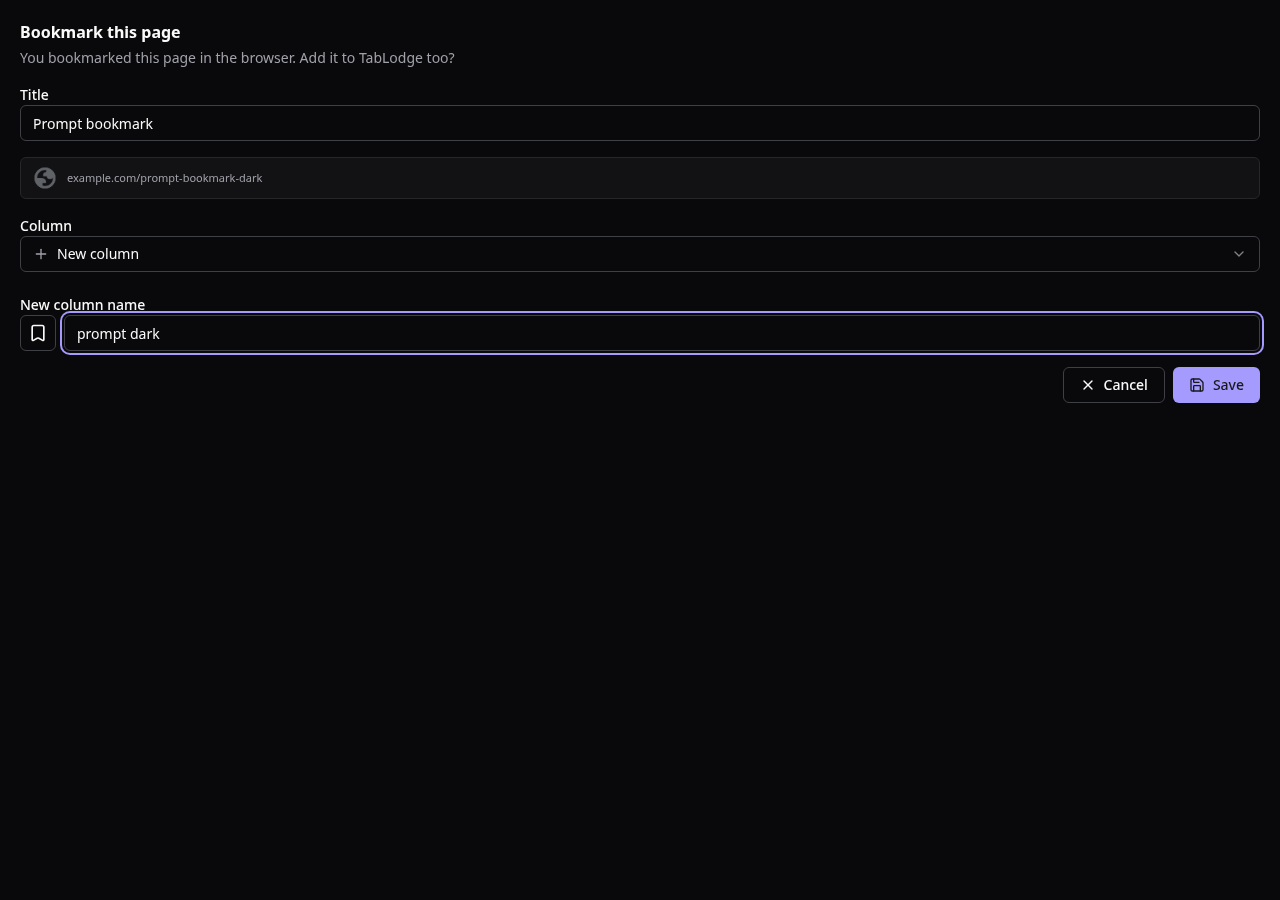 Bookmark this page
You bookmarked this page in the browser. Add it to TabLodge too?
Title
Prompt bookmark
example.com/prompt-bookmark-dark
Column
New column
New column name
prompt dark
Cancel
Save